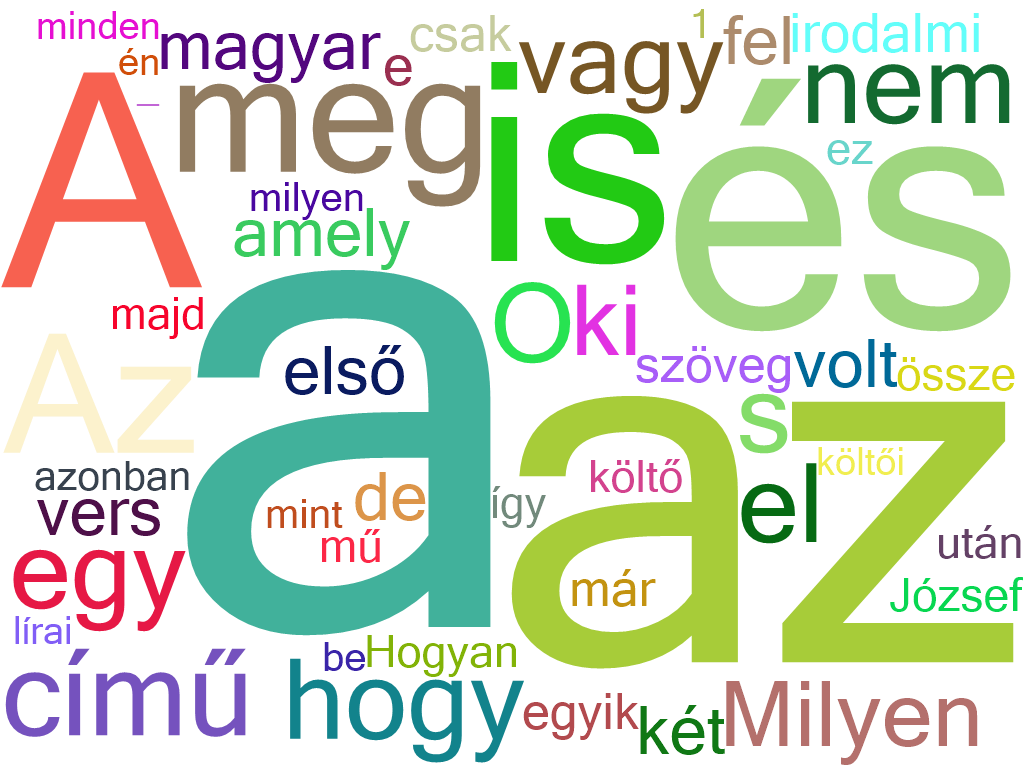 minden
én
magyar
e
csak
vagy
1
fel
irodalmi
A
_
meg
is
és
nem
ez
milyen
amely
majd
O
ki
Az
a
első
szöveg
volt
össze
az
s
azonban
vers
mint
de
mű
így
költő
el
költői
már
után
József
egy
lírai
című
be
Hogyan
hogy
egyik
két
Milyen